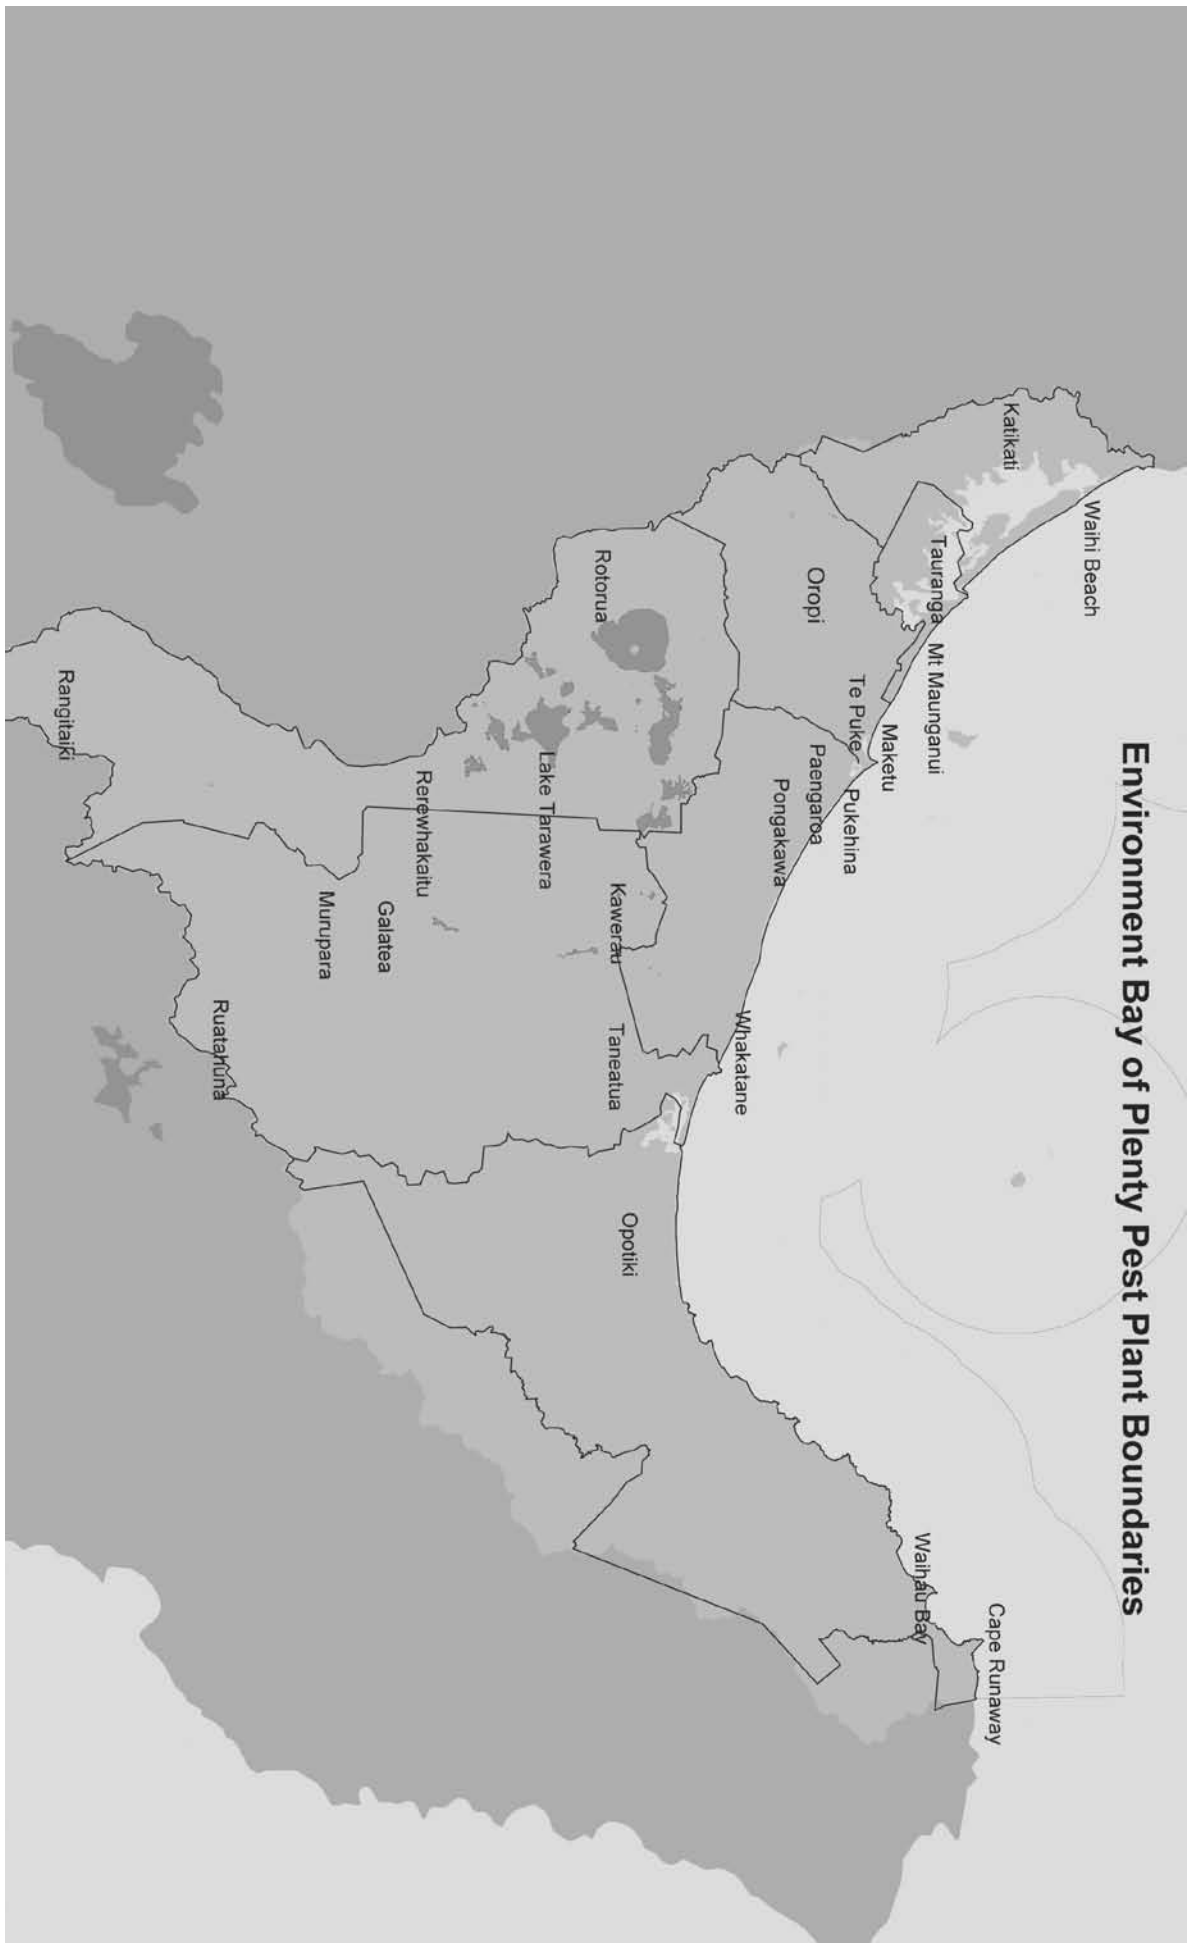 Environment Bay of Plenty Pest Plant Boundaries
Waihi Beach
Katikati
Cape Runaway
Tauranga
Mt Maunganui
Waihau Bay
Maketu
Te Puke
Pukehina
Oropi
Paengaroa
Pongakawa
Whakatane
Opotiki
Kawerau
Taneatua
Rotorua
Lake Tarawera
Rerewhakaitu
Galatea
Murupara
Ruatahuna
Rangitaiki